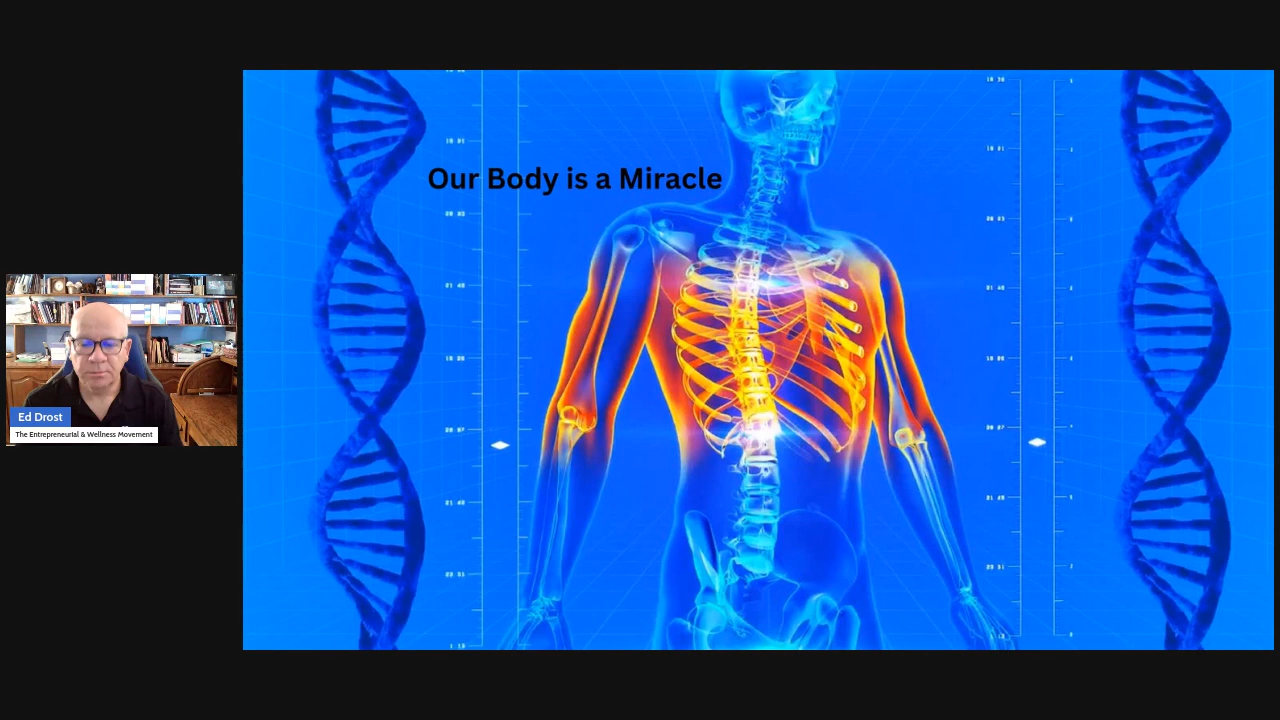 Our Body is a Miracle
Ed Drost
The Entrepreneurial & Wellness Movement